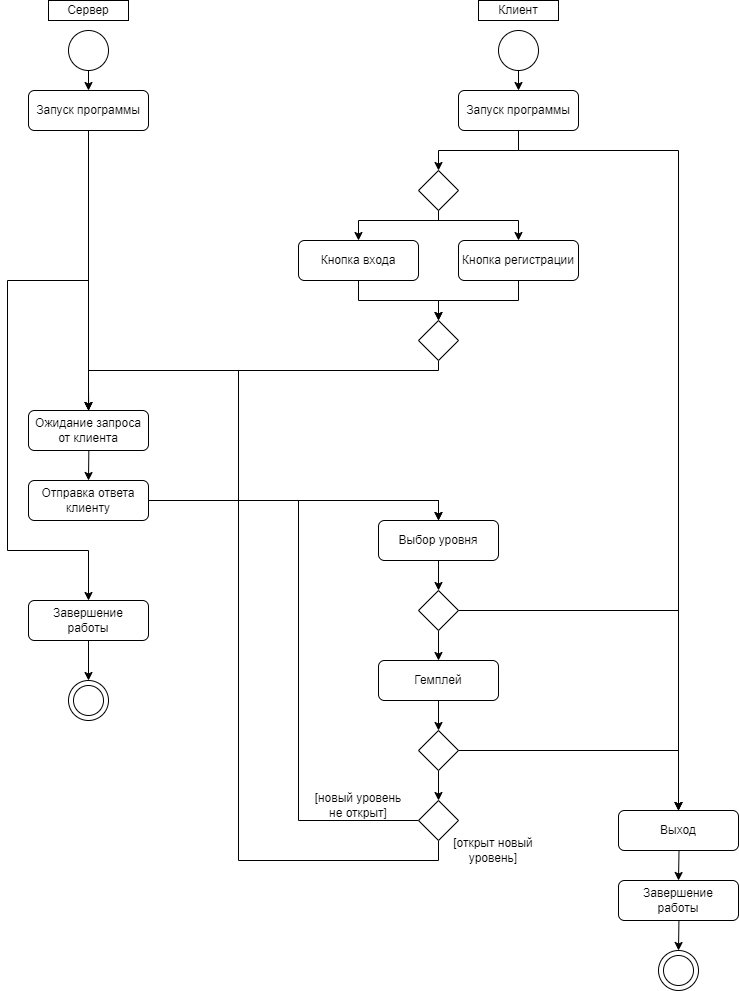 Сервер
Клиент
Запуск программы
Запуск программы
Кнопка входа
Кнопка регистрации
Ожидание запроса
от клиента
Отправка ответа
клиенту
Выбор уровня
Завершение
работы
Гемплей
[новый уровень
не открыт]
[открыт новый
уровень]
Выход
Завершение
работы